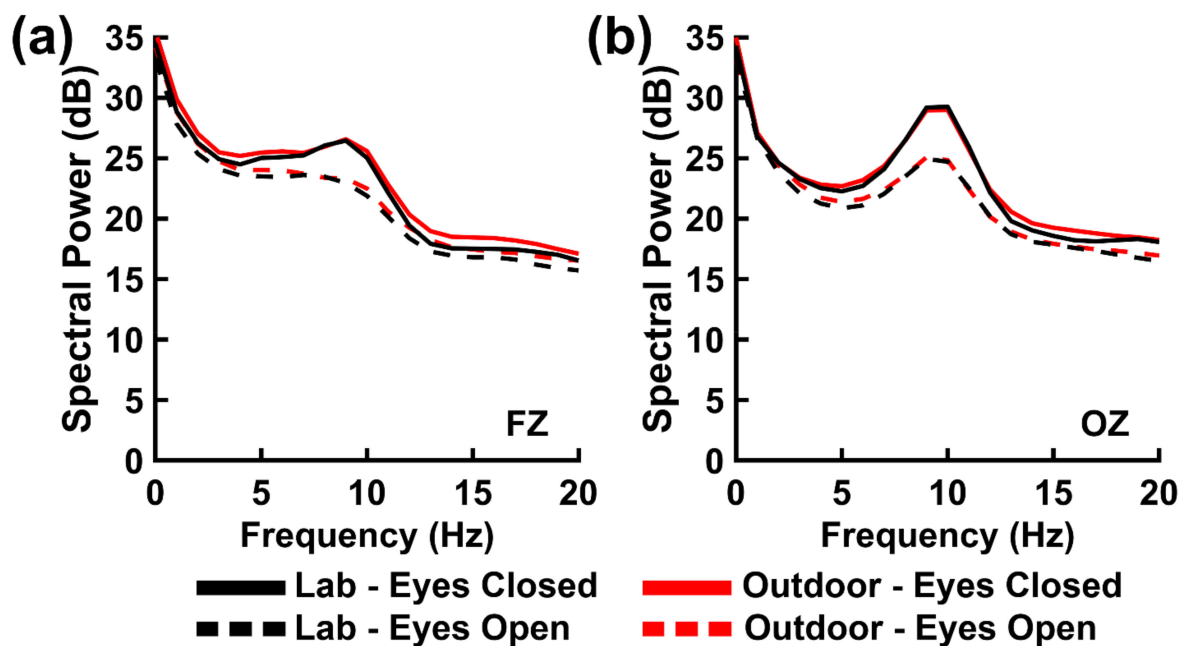 (a)
Spectral Power (dB)
35
30
25
20
15
10
5
0
0 5 10 15 20
Frequency (Hz)
FZ
(b)
Spectral Power (dB)
35
30
25
20
15
10
5
0
0 5 10 15 20
Frequency (Hz)
OZ
Lab - Eyes Closed
Lab - Eyes Open
Outdoor - Eyes Closed
Outdoor - Eyes Open